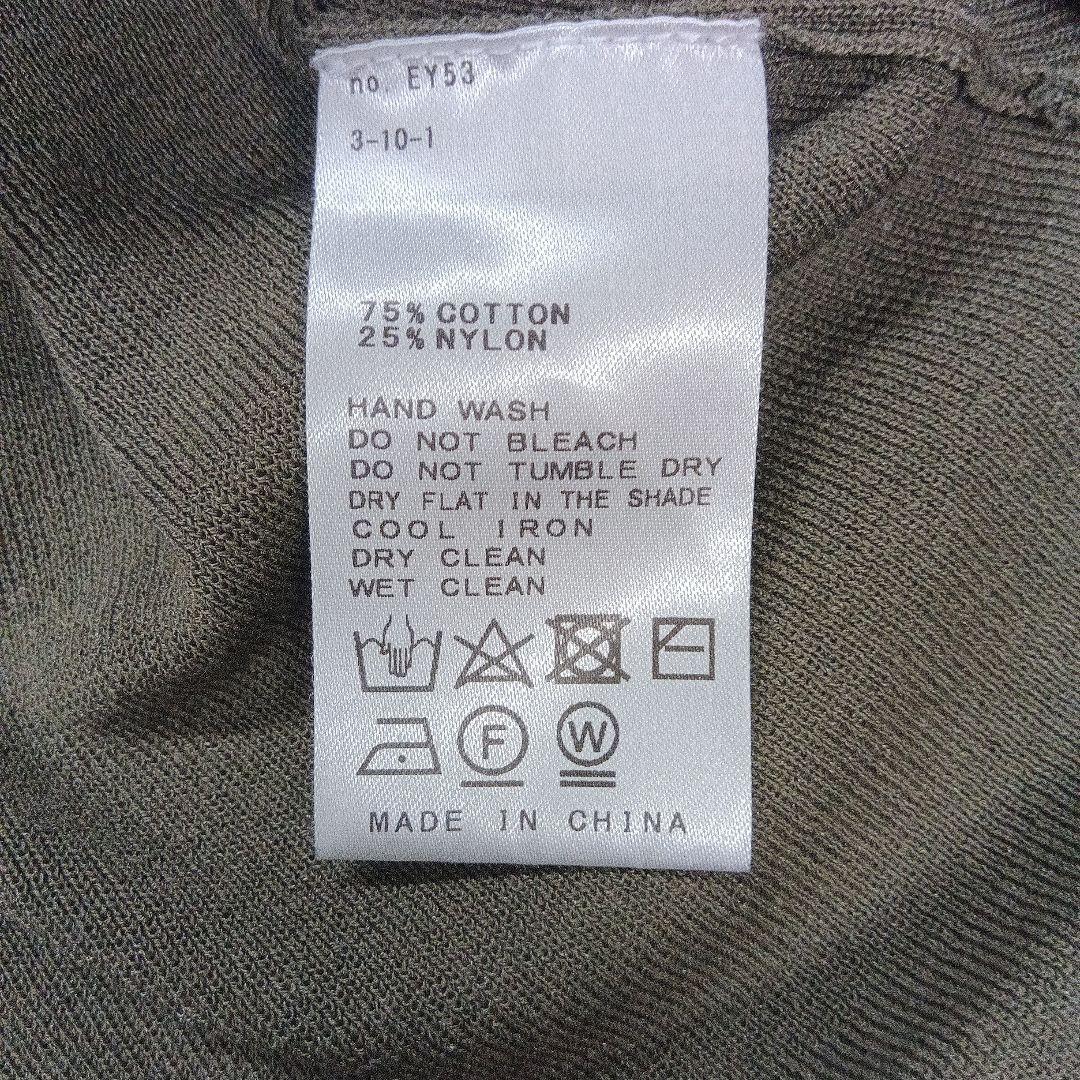 no. EY53
3-10-1
75% COTTON
25% NYLON
HAND WASH
DO NOT BLEACH
DO NOT TUMBLE DRY
DRY FLAT IN THE SHADE
COOL IRON
DRY CLEAN
WET CLEAN
F W
MADE IN CHINA